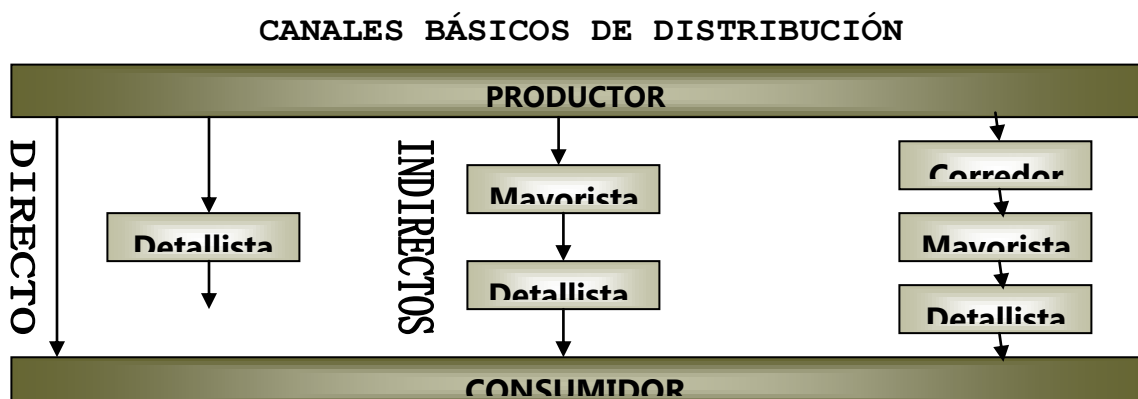 CANALES BÁSICOS DE DISTRIBUCIÓN
PRODUCTOR
DIRECTO
INDIRECTOS
Detallista
Mayorista
Detallista
Corredor
Mayorista
Detallista
CONSUMIDOR